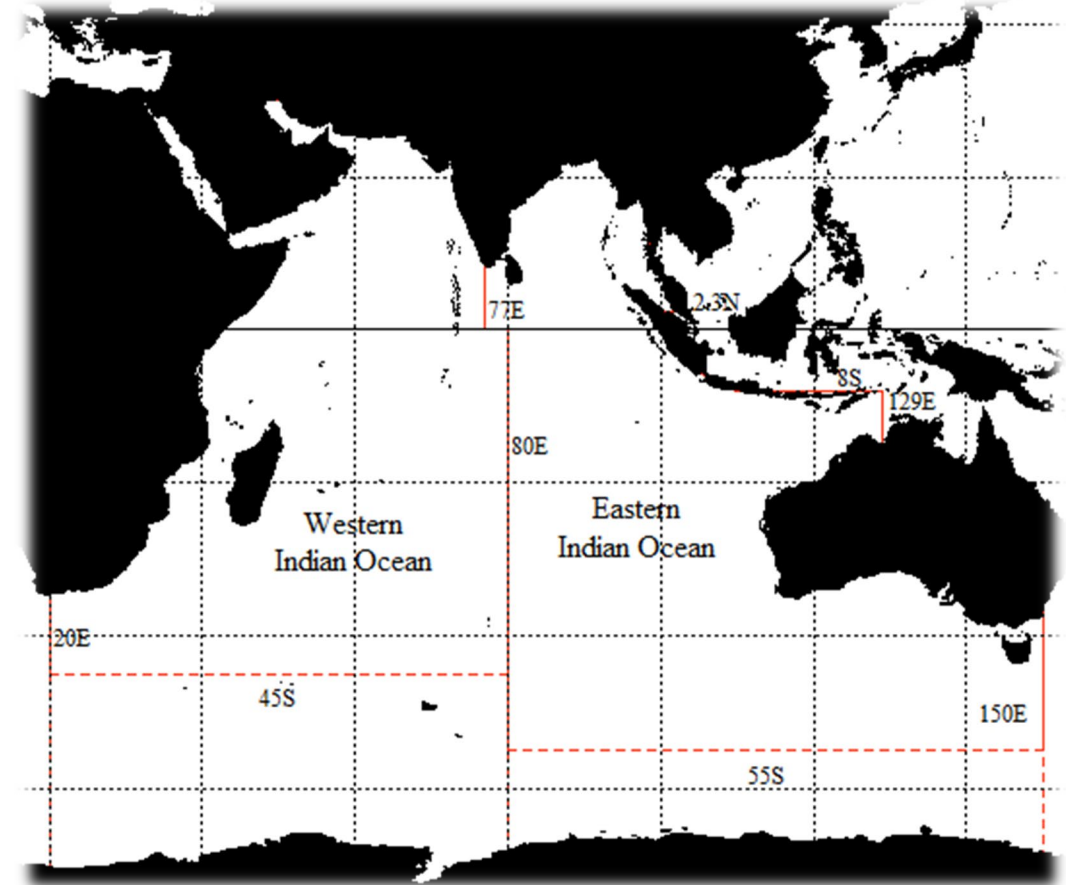 77E
2.3N
8S
129E
80E
Western
Indian Ocean
Eastern
Indian Ocean
20E
45S
150E
55S